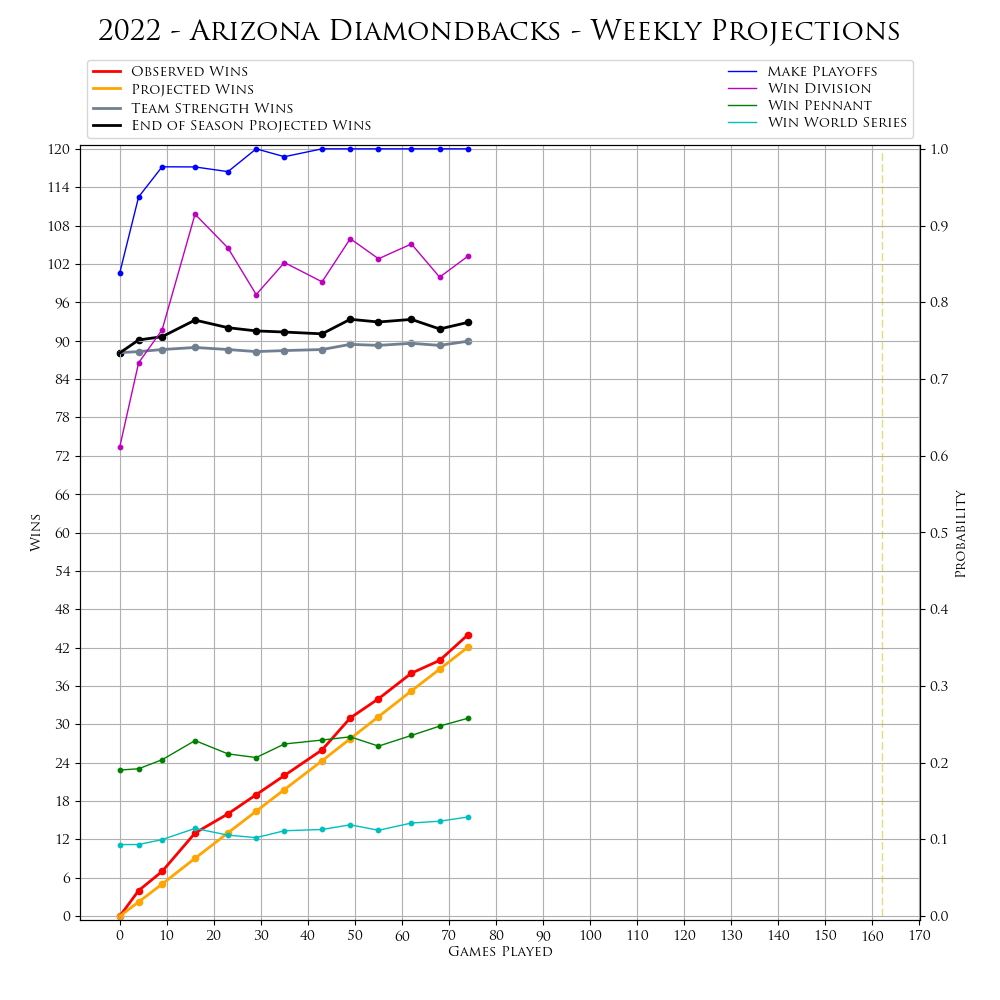 2022 - Arizona Diamondbacks - Weekly Projections
Observed Wins
Projected Wins
Team Strength Wins
End of Season Projected Wins
Make Playoffs
Win Division
Win Pennant
Win World Series
120
114
108
102
96
90
84
78
72
66
60
54
48
42
36
30
24
18
12
6
0
Wins
1.0
0.9
0.8
0.7
0.6
0.5
0.4
0.3
0.2
0.1
0.0
Probability
0 10 20 30 40 50 60 70 80 90 100 110 120 130 140 150 160 170
Games Played